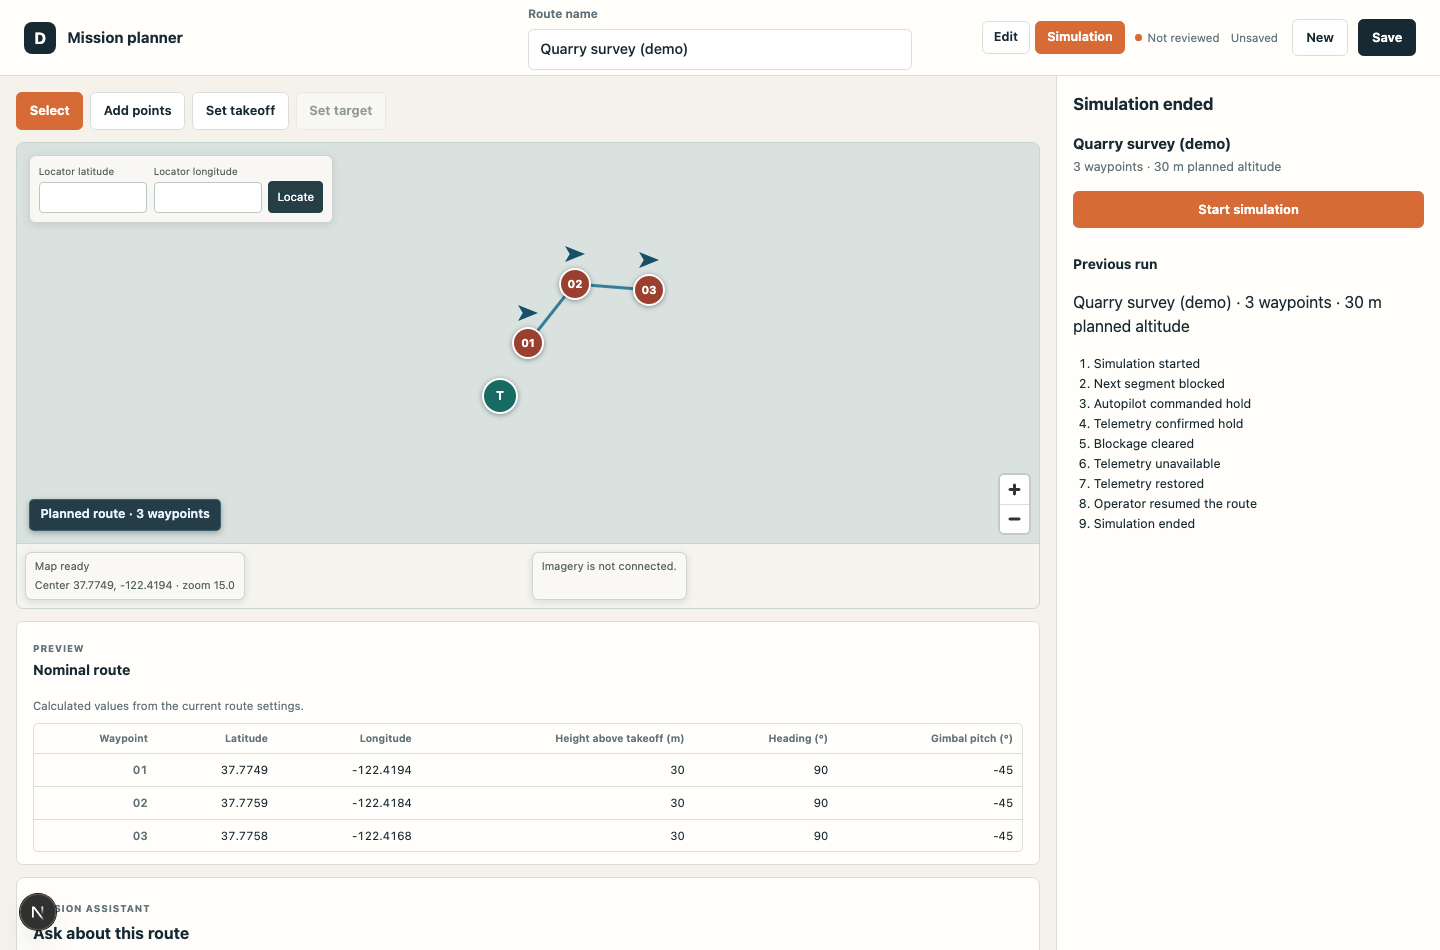 D Mission planner
Route name
Quarry survey (demo)
Edit Simulation Not reviewed Unsaved New Save
Select Add points Set takeoff Set target
Locator latitude Locator longitude
Locate
02
03
01
T
+
−
Planned route · 3 waypoints
Map ready
Center 37.7749, -122.4194 · zoom 15.0
Imagery is not connected.
PREVIEW
Nominal route
Calculated values from the current route settings.
Waypoint Latitude Longitude Height above takeoff (m) Heading (°) Gimbal pitch (°)
01 37.7749 -122.4194 30 90 -45
02 37.7759 -122.4184 30 90 -45
03 37.7758 -122.4168 30 90 -45
N
SION ASSISTANT
Ask about this route
Simulation ended
Quarry survey (demo)
3 waypoints · 30 m planned altitude
Start simulation
Previous run
Quarry survey (demo) · 3 waypoints · 30 m
planned altitude
1. Simulation started
2. Next segment blocked
3. Autopilot commanded hold
4. Telemetry confirmed hold
5. Blockage cleared
6. Telemetry unavailable
7. Telemetry restored
8. Operator resumed the route
9. Simulation ended